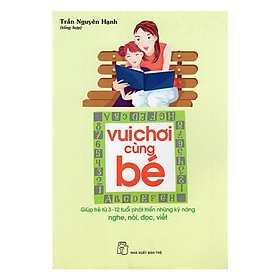 Trần Nguyên Hạnh
(tổng hợp)
vui chơi
cùng
bé
Giúp trẻ từ 3-12 tuổi phát triển những kỹ năng
nghe, nói, đọc, viết
NHÀ XUẤT BẢN TRẺ